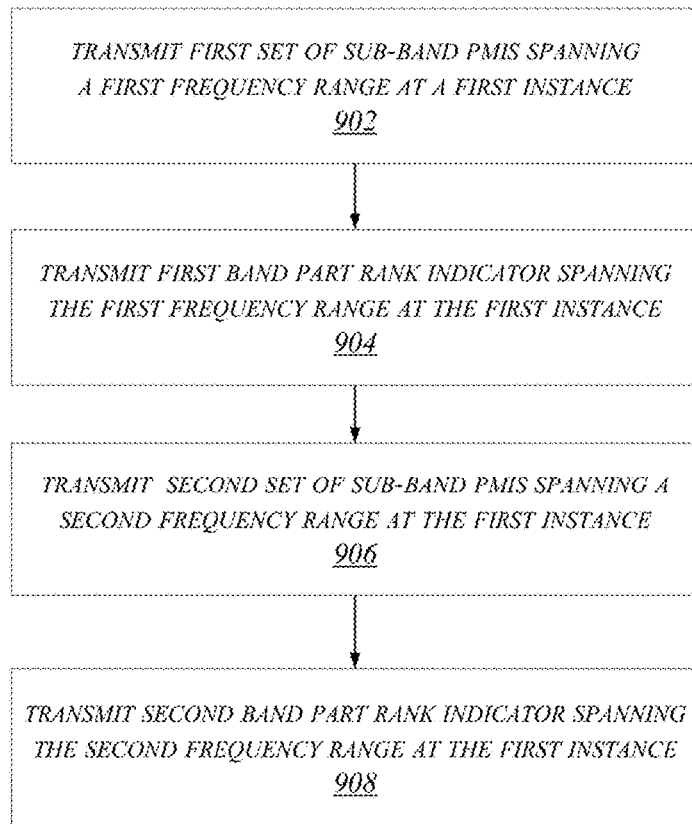 TRANSMIT FIRST SET OF SUB-BAND PMIS SPANNING
A FIRST FREQUENCY RANGE AT A FIRST INSTANCE
902
TRANSMIT FIRST BAND PART RANK INDICATOR SPANNING
THE FIRST FREQUENCY RANGE AT THE FIRST INSTANCE
904
TRANSMIT SECOND SET OF SUB-BAND PMIS SPANNING A
SECOND FREQUENCY RANGE AT THE FIRST INSTANCE
906
TRANSMIT SECOND BAND PART RANK INDICATOR SPANNING
THE SECOND FREQUENCY RANGE AT THE FIRST INSTANCE
908